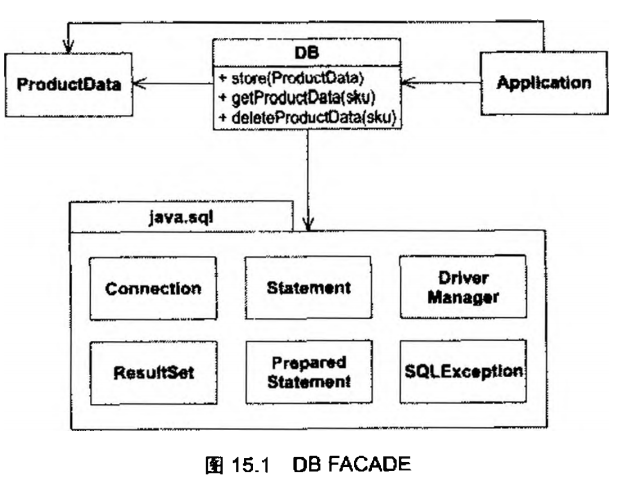 DB
ProductData
+ store(ProductData)
+ getProductData(sku)
+ deleteProductData(sku)
Application
java.sql
Connection
Statement
Driver
Manager
ResultSet
Prepared
Statement
SQLException
图 15.1 DB FACADE